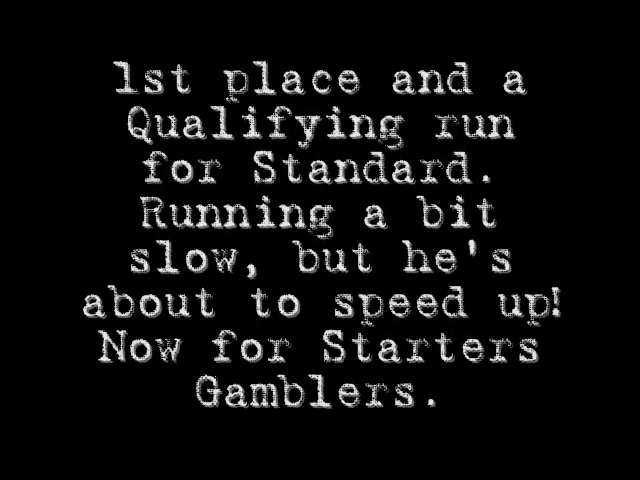 1st place and a
Qualifying run
for Standard.
Running a bit
slow, but he's
about to speed up!
Now for Starters
Gamblers.